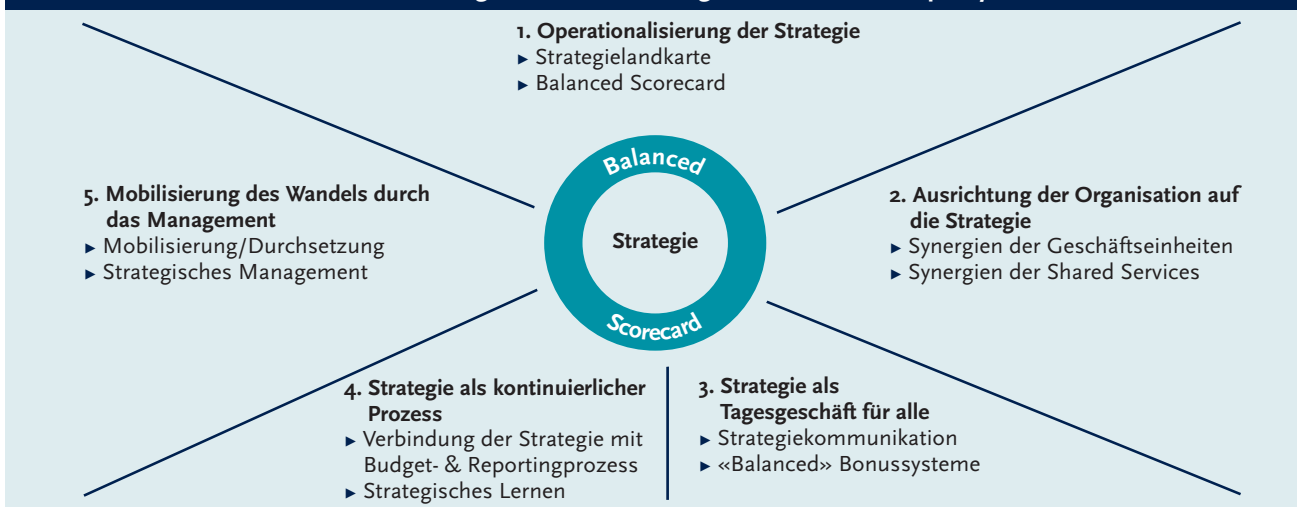 1. Operationalisierung der Strategie
▸ Strategielandkarte
▸ Balanced Scorecard
Balanced
Strategie
Scorecard
2. Ausrichtung der Organisation auf
die Strategie
▸ Synergien der Geschäftseinheiten
▸ Synergien der Shared Services
3. Strategie als
Tagesgeschäft für alle
▸ Strategiekommunikation
▸ «Balanced» Bonussysteme
4. Strategie als kontinuierlicher
Prozess
▸ Verbindung der Strategie mit
Budget- & Reportingprozess
▸ Strategisches Lernen
5. Mobilisierung des Wandels durch
das Management
▸ Mobilisierung/Durchsetzung
▸ Strategisches Management